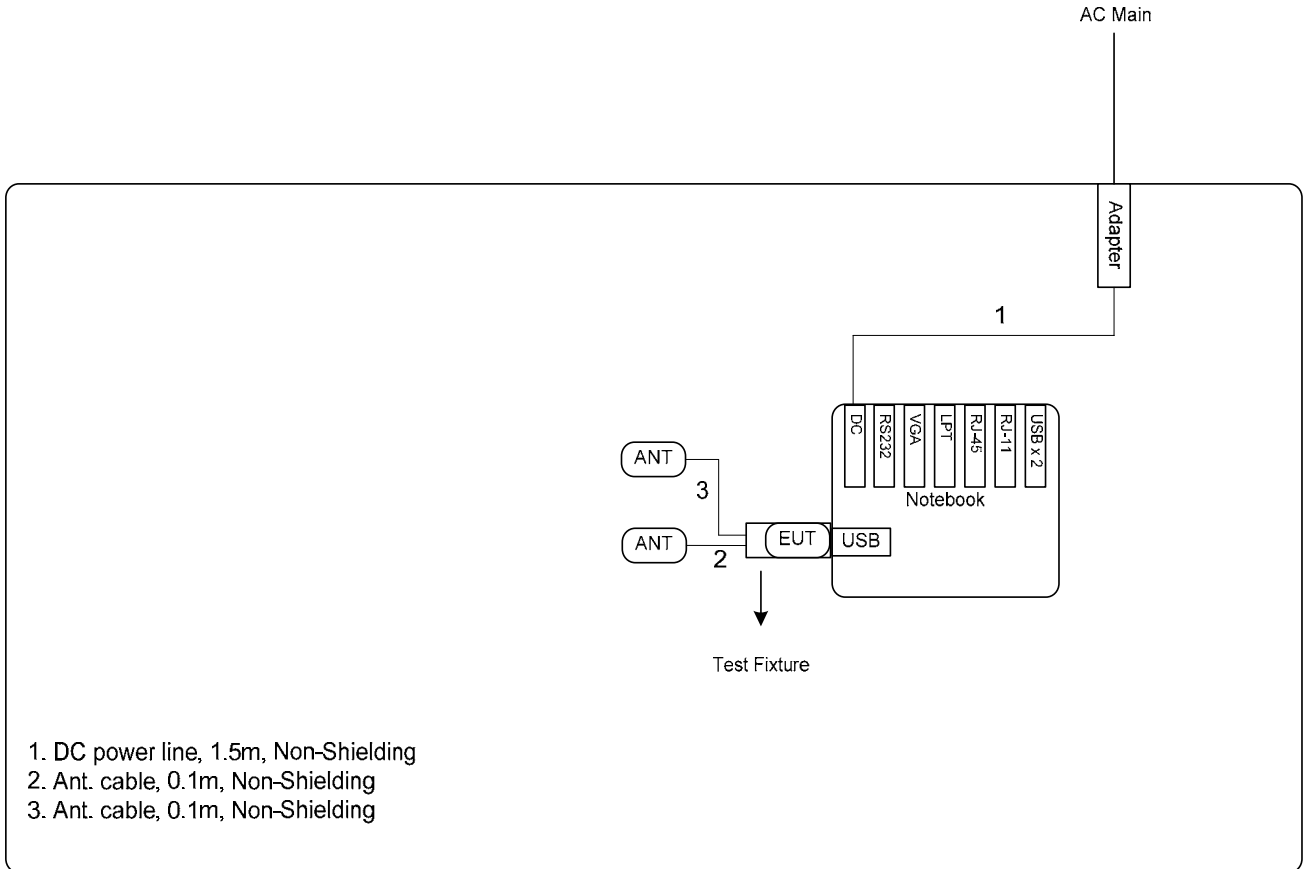 AC Main
Adapter
1
DC
RS232
VGA
LPT
RJ-45
RJ-11
USB x 2
Notebook
ANT
3
ANT
2
EUT
USB
Test Fixture
1. DC power line, 1.5m, Non-Shielding
2. Ant. cable, 0.1m, Non-Shielding
3. Ant. cable, 0.1m, Non-Shielding